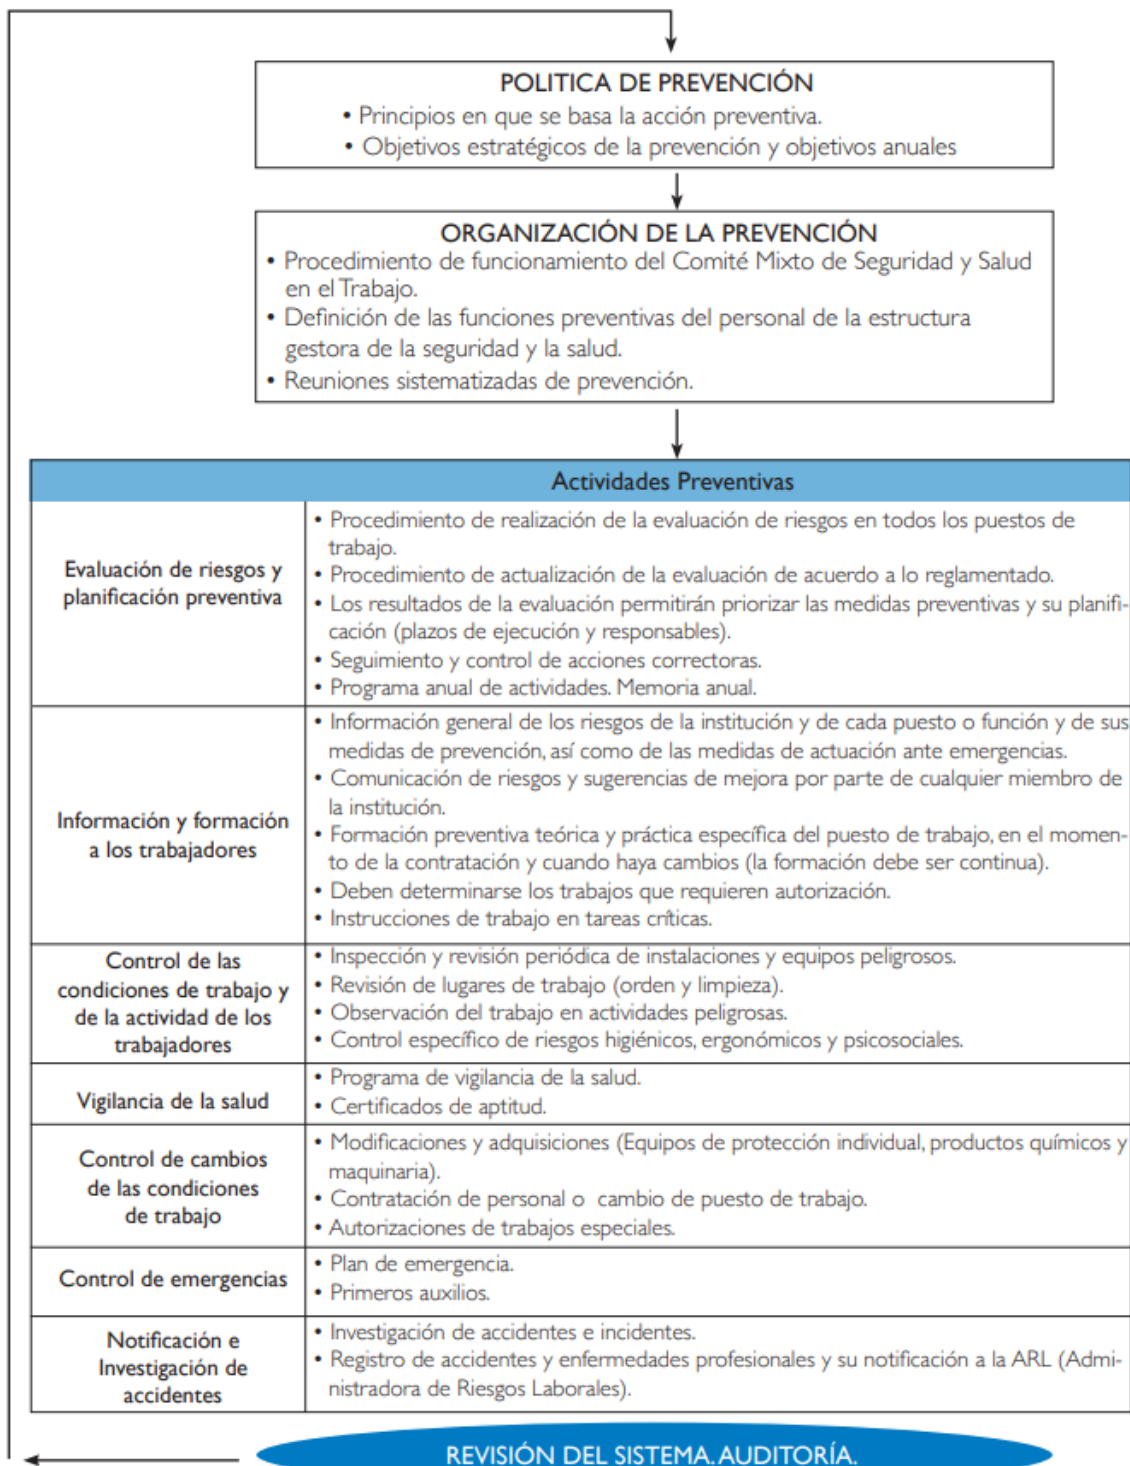 POLITICA DE PREVENCIÓN
• Principios en que se basa la acción preventiva.
• Objetivos estratégicos de la prevención y objetivos anuales
ORGANIZACIÓN DE LA PREVENCIÓN
• Procedimiento de funcionamiento del Comité Mixto de Seguridad y Salud
en el Trabajo.
• Definición de las funciones preventivas del personal de la estructura
gestora de la seguridad y la salud.
• Reuniones sistematizadas de prevención.
Actividades Preventivas
Evaluación de riesgos y
planificación preventiva
• Procedimiento de realización de la evaluación de riesgos en todos los puestos de
trabajo.
• Procedimiento de actualización de la evaluación de acuerdo a lo reglamentado.
• Los resultados de la evaluación permitirán priorizar las medidas preventivas y su planifi-
cación (plazos de ejecución y responsables).
• Seguimiento y control de acciones correctoras.
• Programa anual de actividades. Memoria anual.
Información y formación
a los trabajadores
• Información general de los riesgos de la institución y de cada puesto o función y de sus
medidas de prevención, así como de las medidas de actuación ante emergencias.
• Comunicación de riesgos y sugerencias de mejora por parte de cualquier miembro de
la institución.
• Formación preventiva teórica y práctica específica del puesto de trabajo, en el momen-
to de la contratación y cuando haya cambios (la formación debe ser continua).
• Deben determinarse los trabajos que requieren autorización.
• Instrucciones de trabajo en tareas críticas.
Control de las
condiciones de trabajo y
de la actividad de los
trabajadores
• Inspección y revisión periódica de instalaciones y equipos peligrosos.
• Revisión de lugares de trabajo (orden y limpieza).
• Observación del trabajo en actividades peligrosas.
• Control específico de riesgos higiénicos, ergonómicos y psicosociales.
Vigilancia de la salud
• Programa de vigilancia de la salud.
• Certificados de aptitud.
Control de cambios
de las condiciones
de trabajo
• Modificaciones y adquisiciones (Equipos de protección individual, productos químicos y
maquinaria).
• Contratación de personal o cambio de puesto de trabajo.
• Autorizaciones de trabajos especiales.
Control de emergencias
• Plan de emergencia.
• Primeros auxilios.
Notificación e
Investigación de
accidentes
• Investigación de accidentes e incidentes.
• Registro de accidentes y enfermedades profesionales y su notificación a la ARL (Admi-
nistradora de Riesgos Laborales).
REVISIÓN DEL SISTEMA. AUDITORÍA.